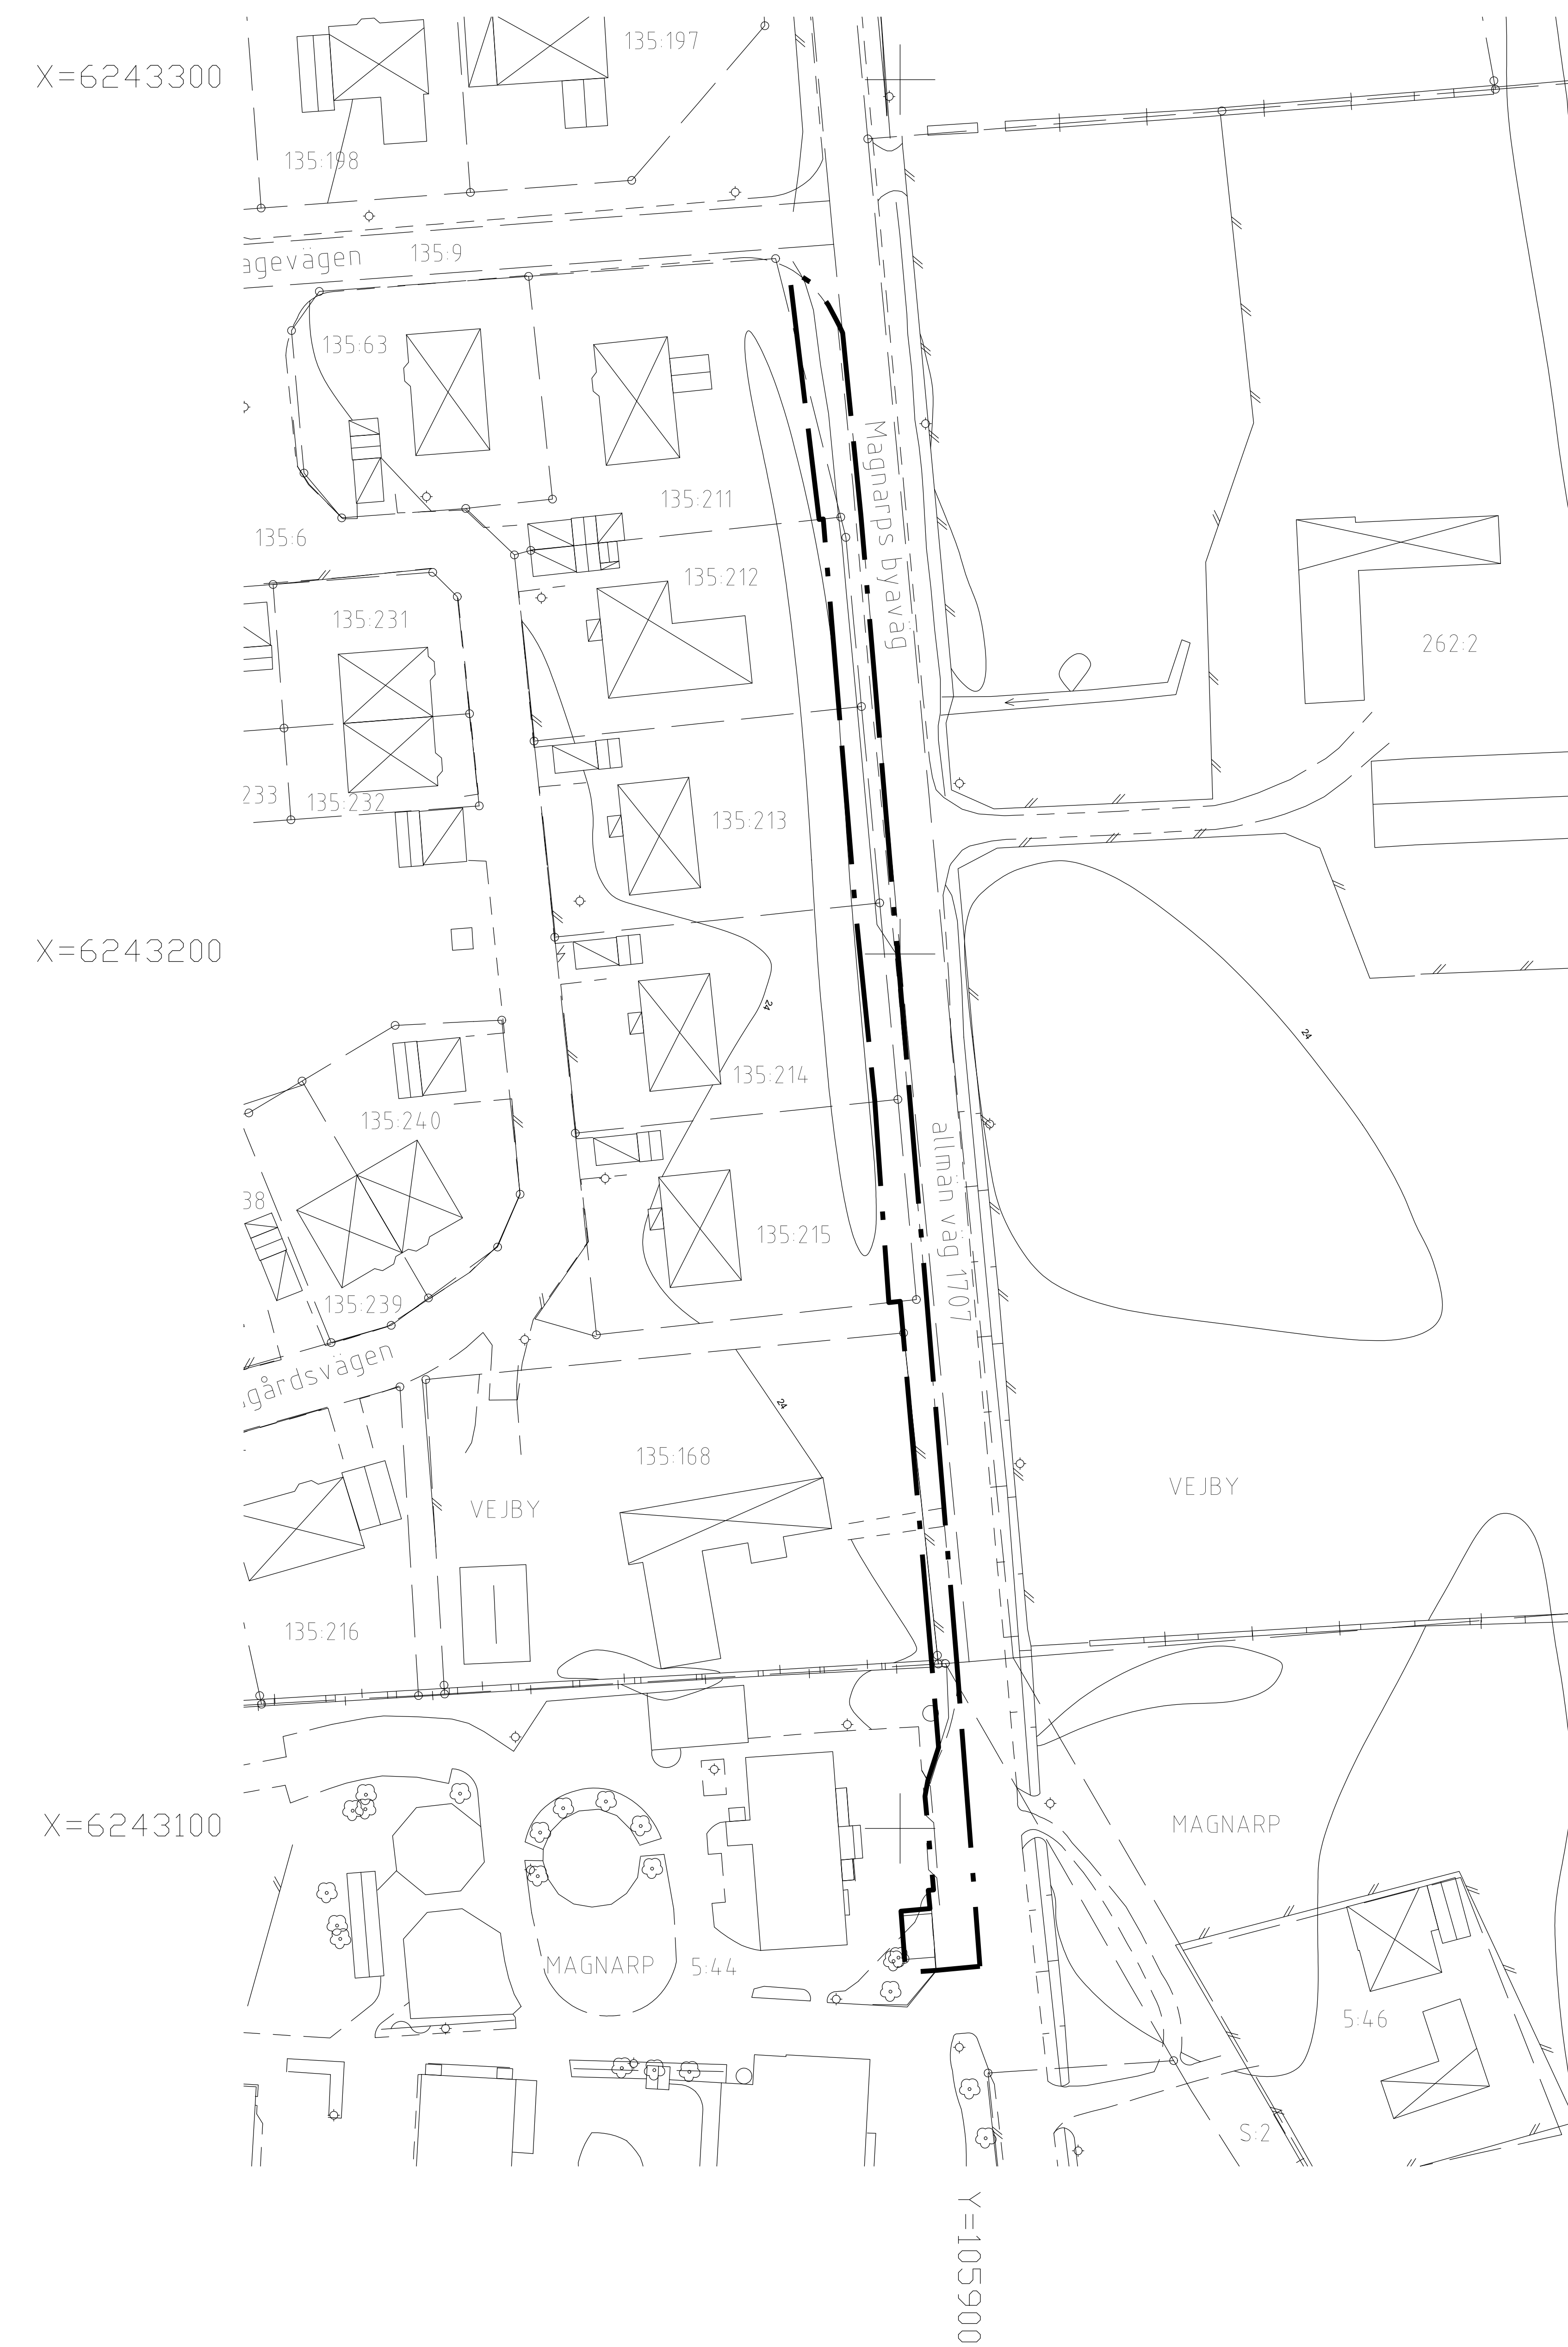 135:197
X=6243300
135:198
135:9
agevägen
135:63
Magnarps byaväg
135:211
135:6
135:212
135:231
262:2
233
135:232
135:213
X=6243200
24
24
135:214
135:240
allmän väg 1707
38
135:215
135:239
gårdsvägen
24
135:168
VEJBY
VEJBY
135:216
X=6243100
MAGNARP
MAGNARP 5:44
5:46
S:2
Y=105900